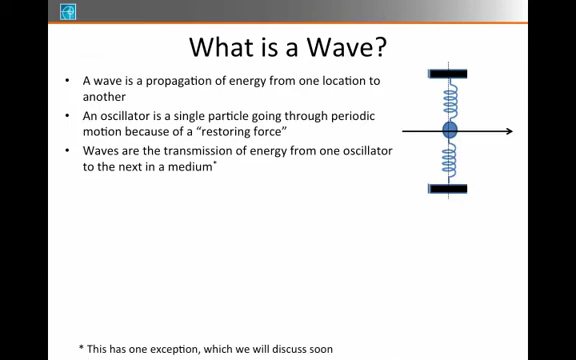 What is a Wave?
• A wave is a propagation of energy from one location to
another
• An oscillator is a single particle going through periodic
motion because of a “restoring force”
• Waves are the transmission of energy from one oscillator
to the next in a medium*
* This has one exception, which we will discuss soon